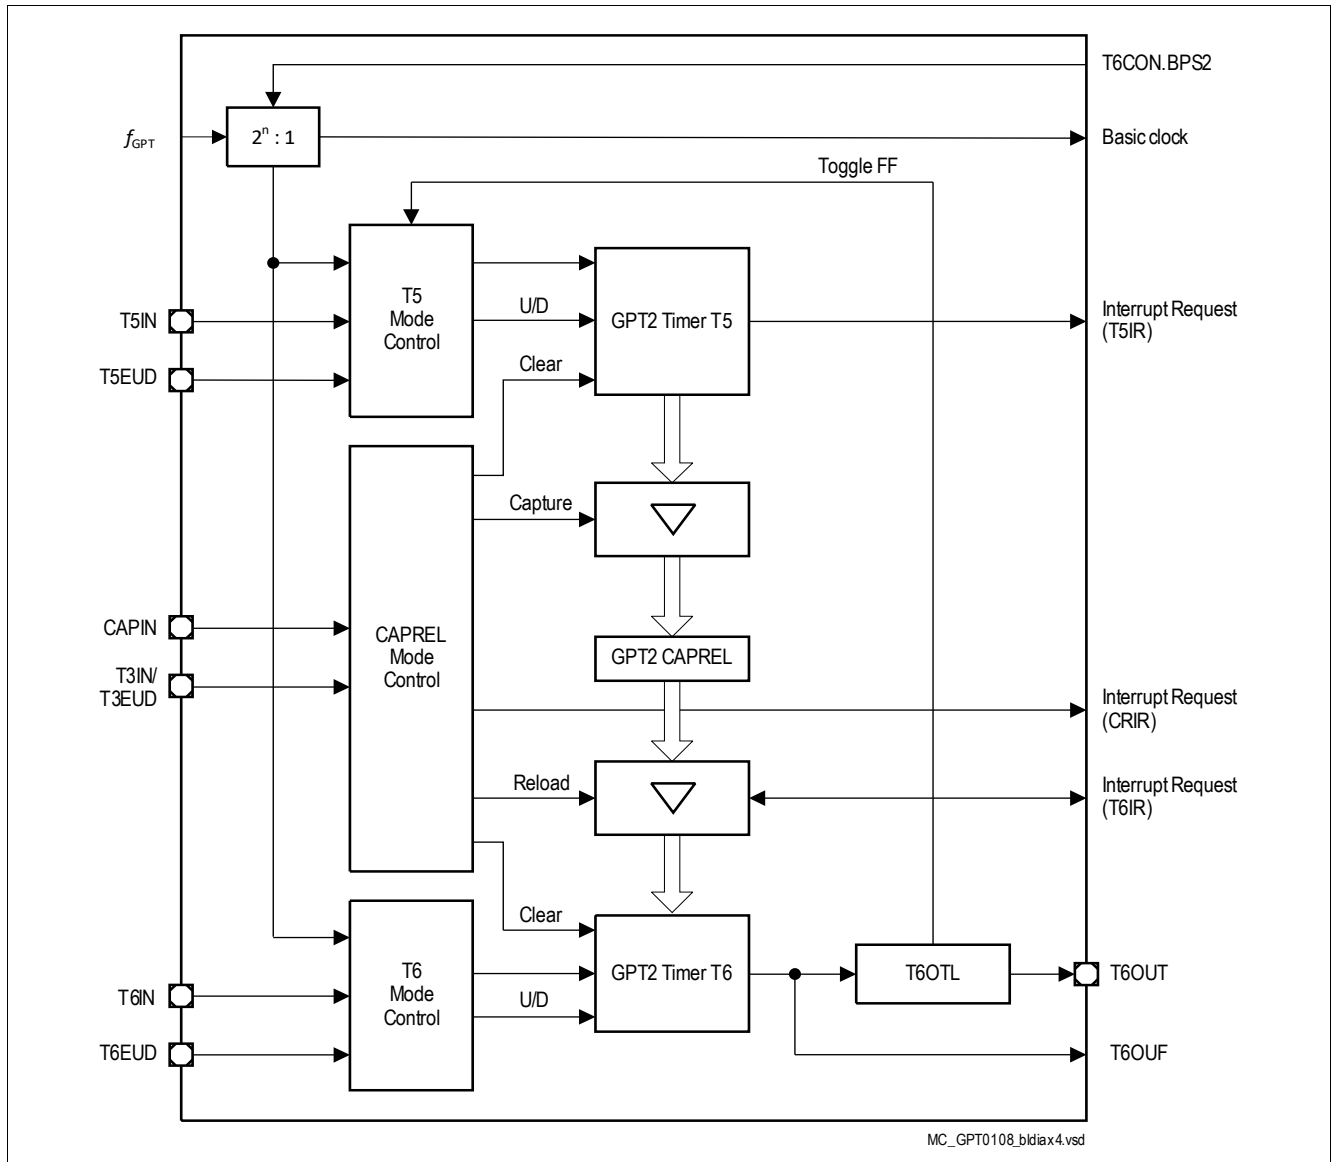 T6CON.BPS2
fGPT
2ⁿ : 1
Basic clock
Toggle FF
T5
Mode
Control
U/D
GPT2 Timer T5
Interrupt Request
(T5IR)
T5IN
T5EUD
Clear
Capture
CAPIN
T3IN/
T3EUD
CAPREL
Mode
Control
GPT2 CAPREL
Interrupt Request
(CRIR)
Reload
Interrupt Request
(T6IR)
Clear
T6
Mode
Control
U/D
GPT2 Timer T6
T6OTL
T6OUT
T6IN
T6EUD
T6OUF
MC_GPT0108_bldiax4.vsd